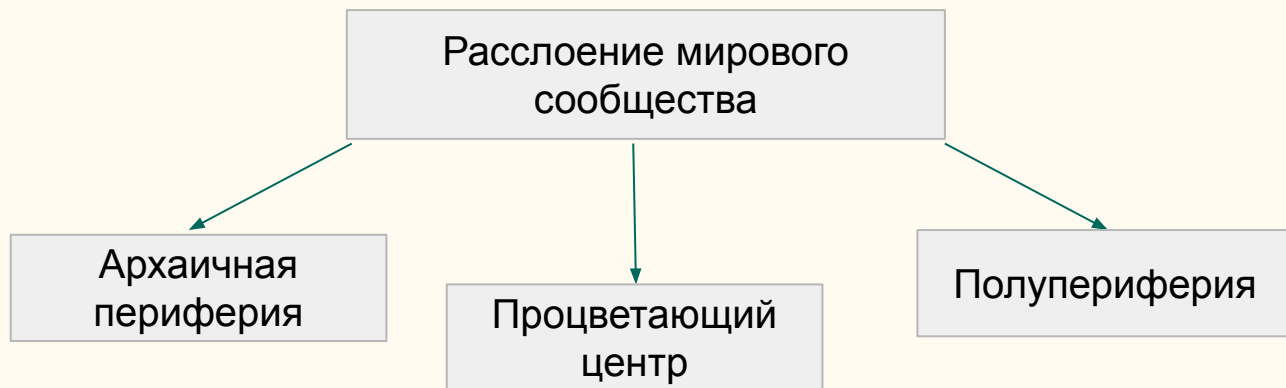 Расслоение мирового
сообщества
Архаичная
периферия
Процветающий
центр
Полупериферия